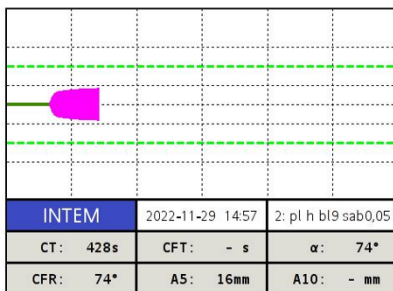 INTEM 2022-11-29 14:57 2: pl h bl9 sab0,05
CT: 428s CFT: - s α: 74°
CFR: 74° A5: 16mm A10: - mm